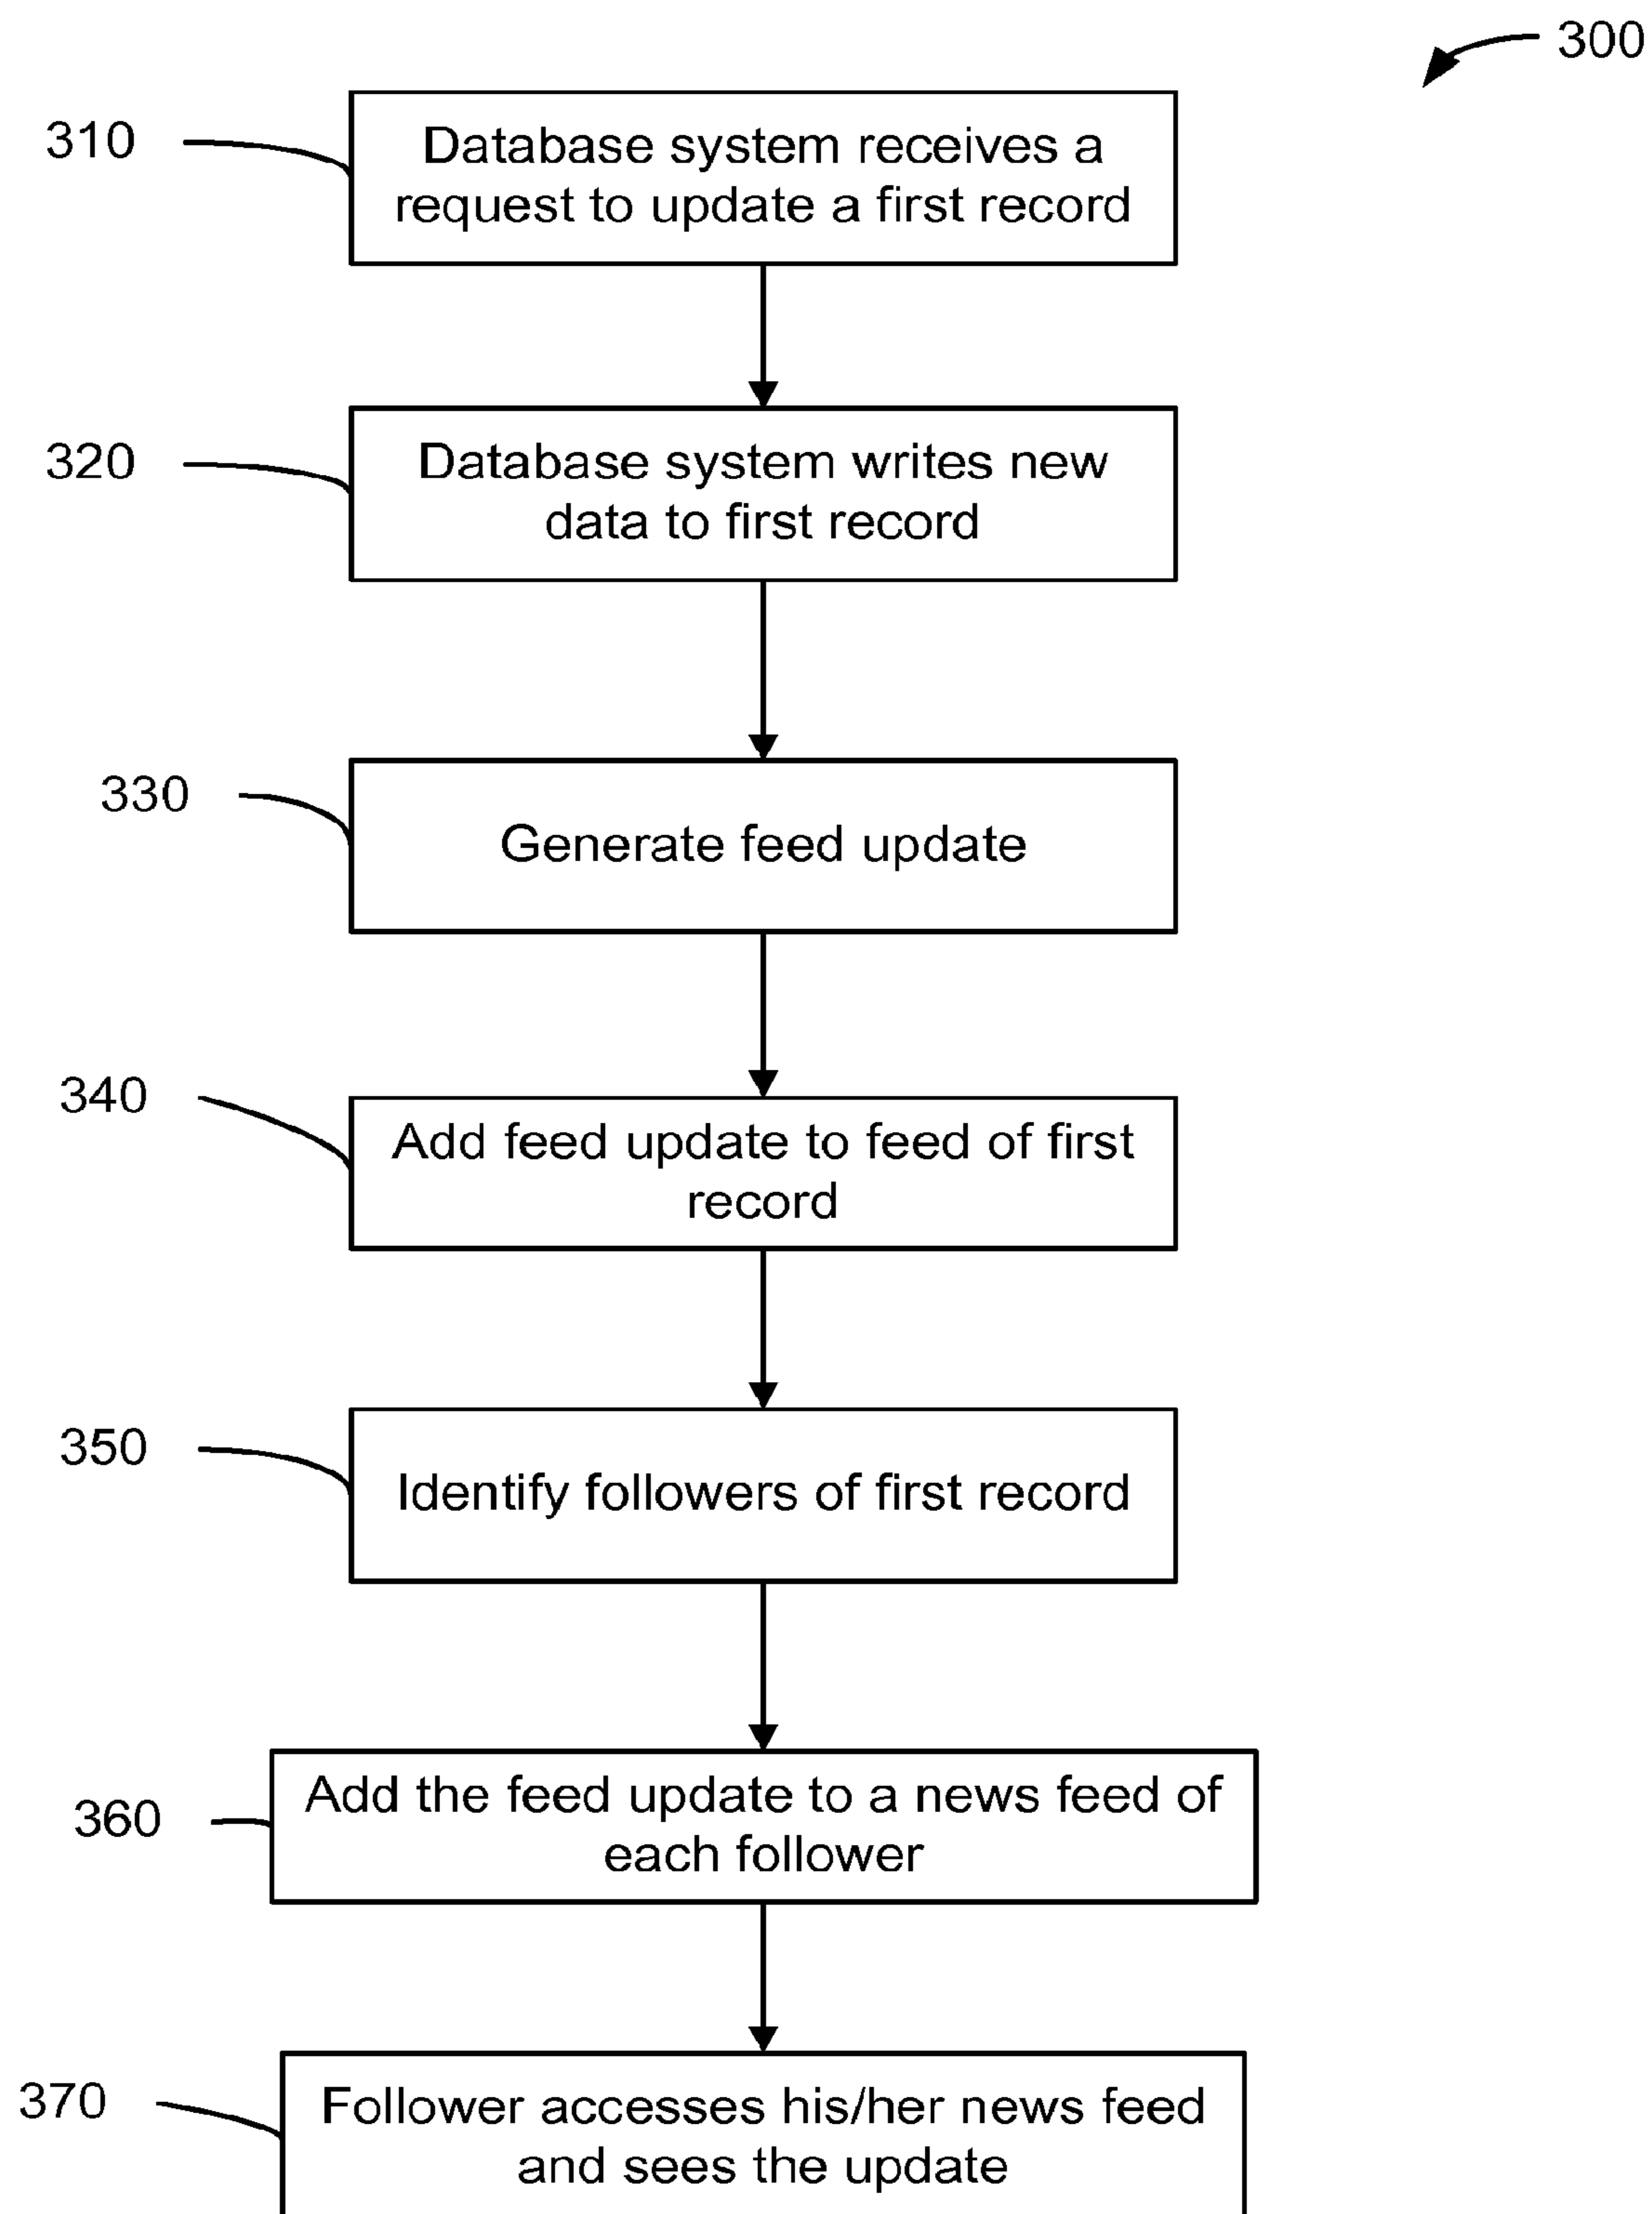 300
310
Database system receives a
request to update a first record
320
Database system writes new
data to first record
330
Generate feed update
340
Add feed update to feed of first
record
350
Identify followers of first record
360
Add the feed update to a news feed of
each follower
370
Follower accesses his/her news feed
and sees the update